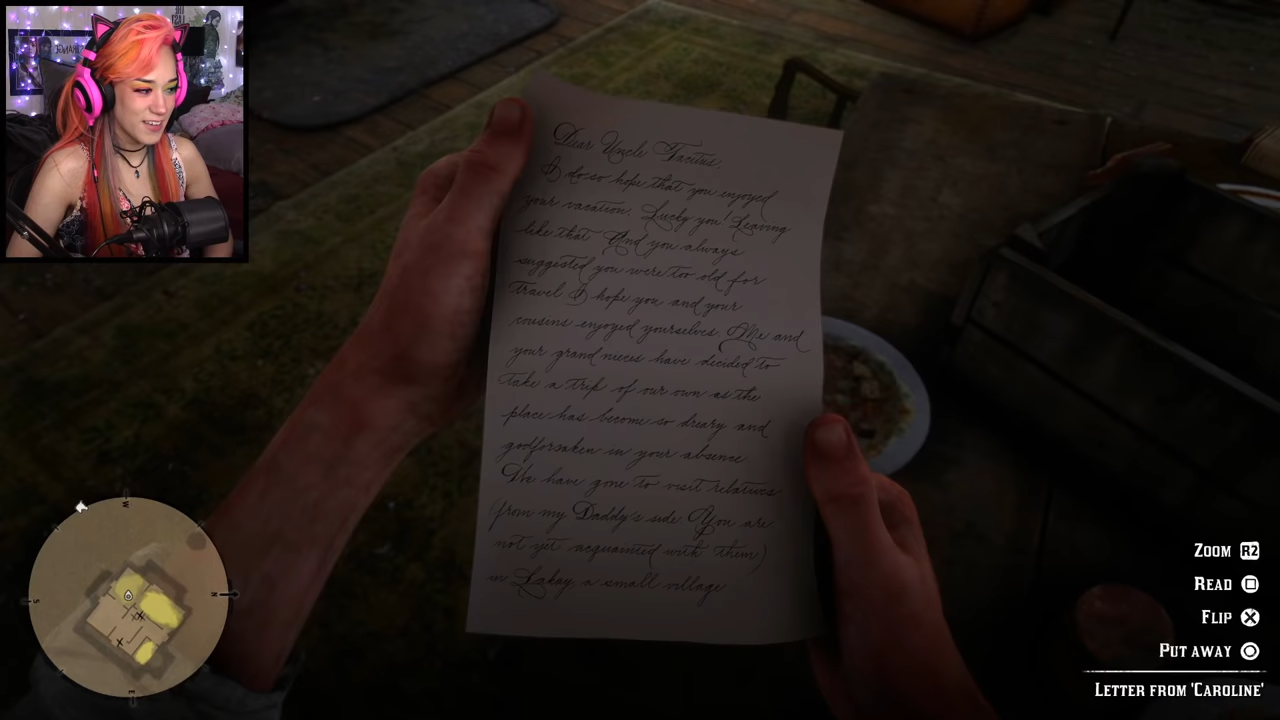 Dear Uncle Tacitus,
I do so hope that you enjoyed
your vacation. Lucky you! Leaving
like that. And you always
suggested you were too old for
travel. I hope you and your
cousins enjoyed yourselves. Me and
your grand nieces have decided to
take a trip of our own as the
place has become so dreary and
godforsaken in your absence.
We have gone to visit relatives
(from my Daddy's side. You are
not yet acquainted with them)
in Lakay, a small village
ZOOM R2
READ
FLIP
PUT AWAY
LETTER FROM 'CAROLINE'
W
N
S
E